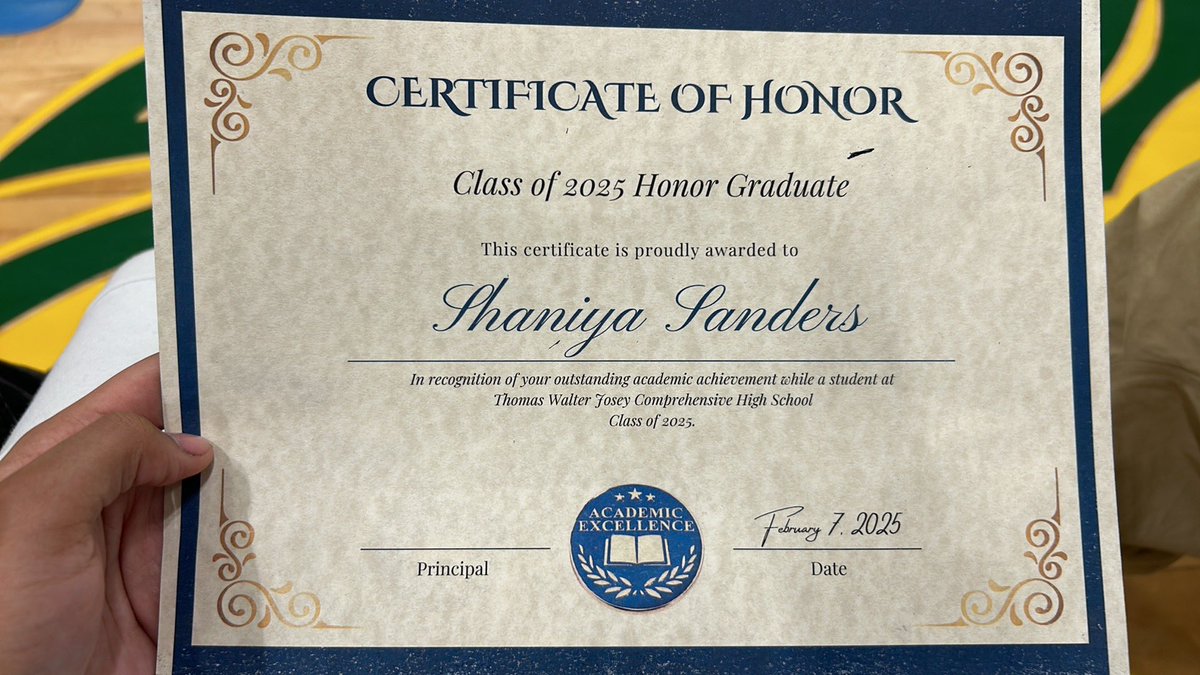 CERTIFICATE OF HONOR
Class of 2025 Honor Graduate
This certificate is proudly awarded to
Shaniya Sanders
In recognition of your outstanding academic achievement while a student at
Thomas Walter Josey Comprehensive High School
Class of 2025.
ACADEMIC
EXCELLENCE
February 7, 2025
Principal
Date